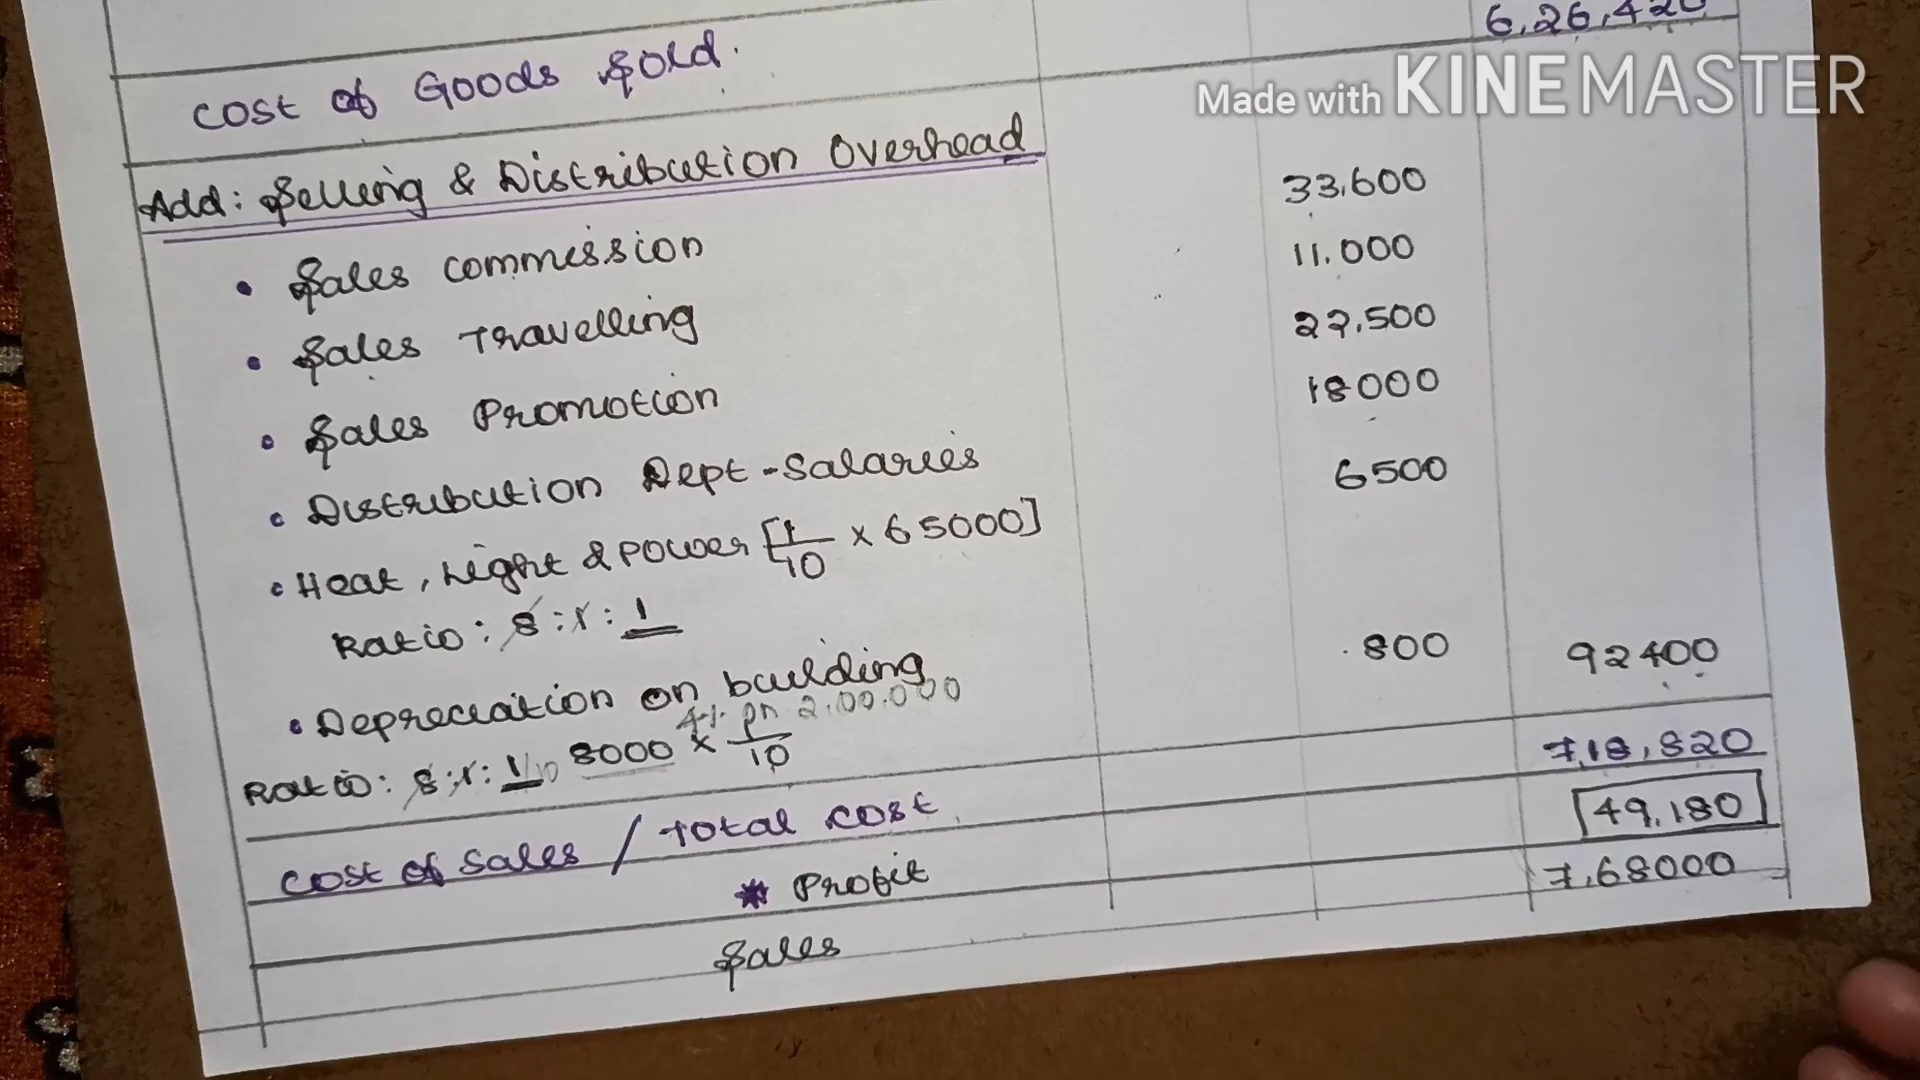 6,26,420
Made with KINEMASTER
Cost of Goods Sold.
Add: Selling & Distribution Overhead
• Sales commission 33,600
• Sales Travelling 11,000
• Sales Promotion 22,500
• Distribution Dept - Salaries 18000
• Heat, Light & Power [1/10 × 65000] 6500
Ratio: 8:1:1
• Depreciation on building 800 92400
4% on 2,00,000
Ratio: 8:1:1/10 8000 × 1/10
Cost of Sales / Total cost 7,18,820
* Profit 49,180
Sales 7,68000